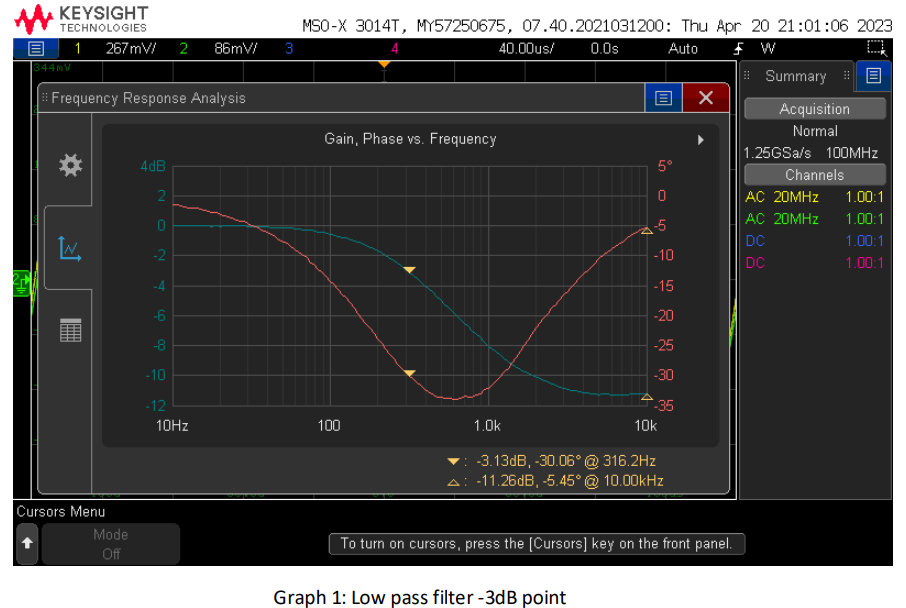 KEYSIGHT
TECHNOLOGIES
MSO-X 3014T, MY57250675, 07.40.2021031200: Thu Apr 20 21:01:06 2023
1 267mV/ 2 86mV/ 3 4 40.00us/ 0.0s Auto W
344mV
Frequency Response Analysis
Summary
Acquisition
Normal
1.25GSa/s 100MHz
Channels
AC 20MHz 1.00:1
AC 20MHz 1.00:1
DC 1.00:1
DC 1.00:1
Gain, Phase vs. Frequency
4dB 5°
2 0
0 -5
-2 -10
-4 -15
-6 -20
-8 -25
-10 -30
-12 -35
10Hz 100 1.0k 10k
: -3.13dB, -30.06° @ 316.2Hz
: -11.26dB, -5.45° @ 10.00kHz
Cursors Menu
Mode
Off
To turn on cursors, press the [Cursors] key on the front panel.
Graph 1: Low pass filter -3dB point